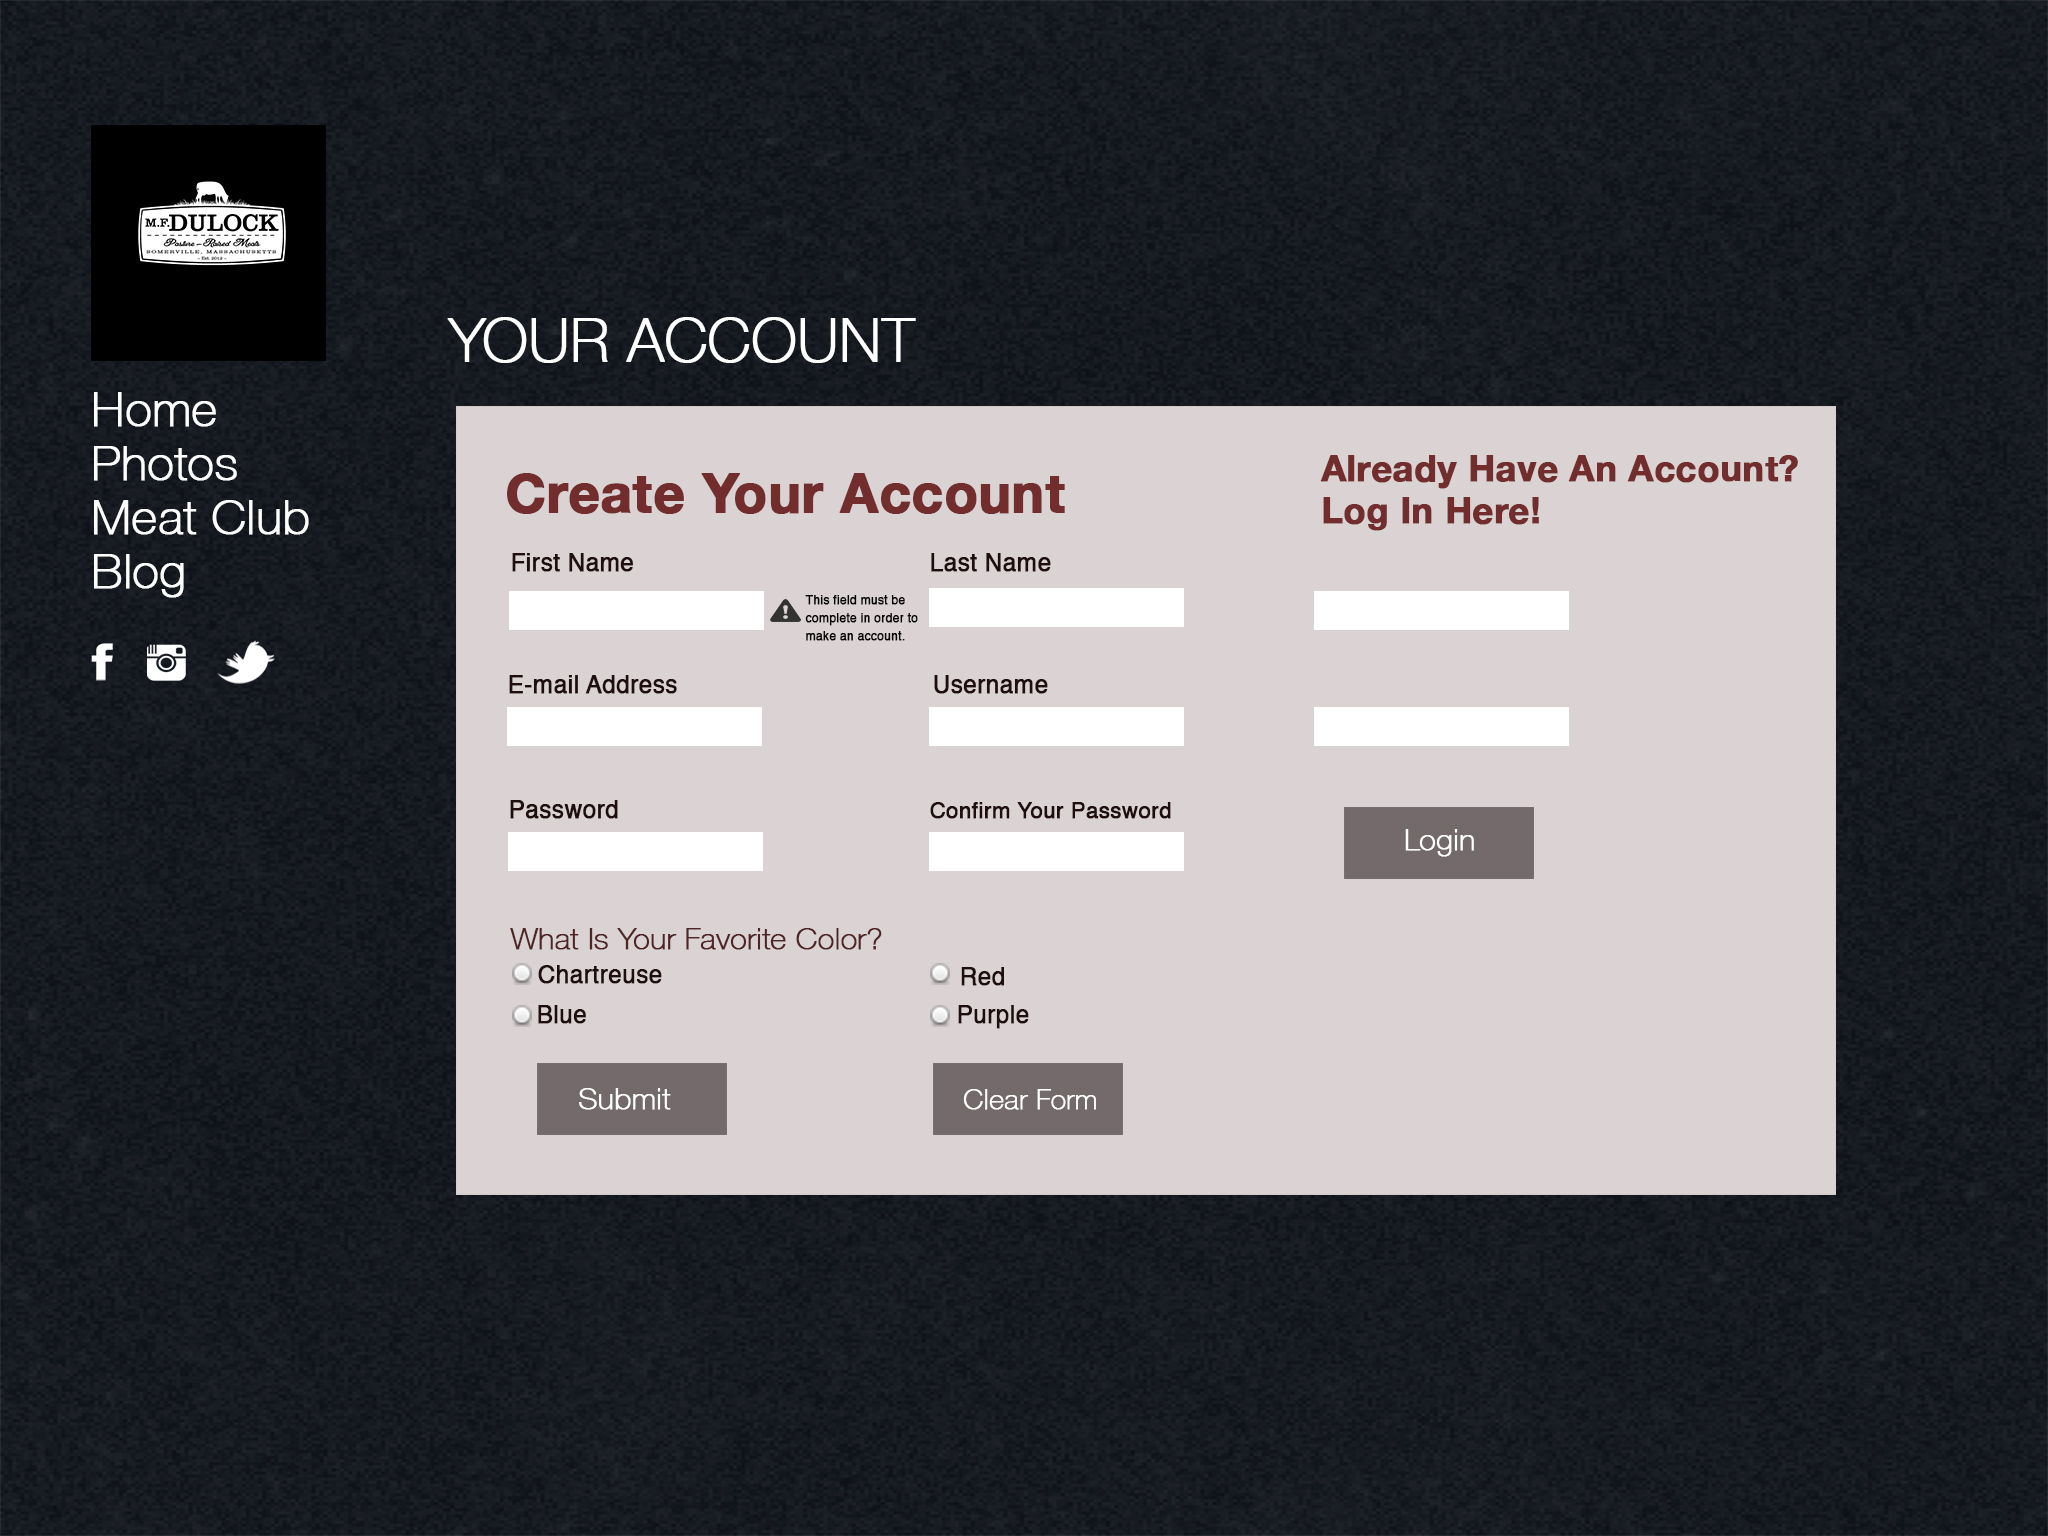 M.F. DULOCK
Pasture – Raised Meats
SOMERVILLE, MASSACHUSETTS
- Est. 2012 -
Home
Photos
Meat Club
Blog
YOUR ACCOUNT
Create Your Account
First Name
This field must be
complete in order to
make an account.
Last Name
E-mail Address
Username
Password
Confirm Your Password
What Is Your Favorite Color?
Chartreuse
Red
Blue
Purple
Submit
Clear Form
Already Have An Account?
Log In Here!
Login